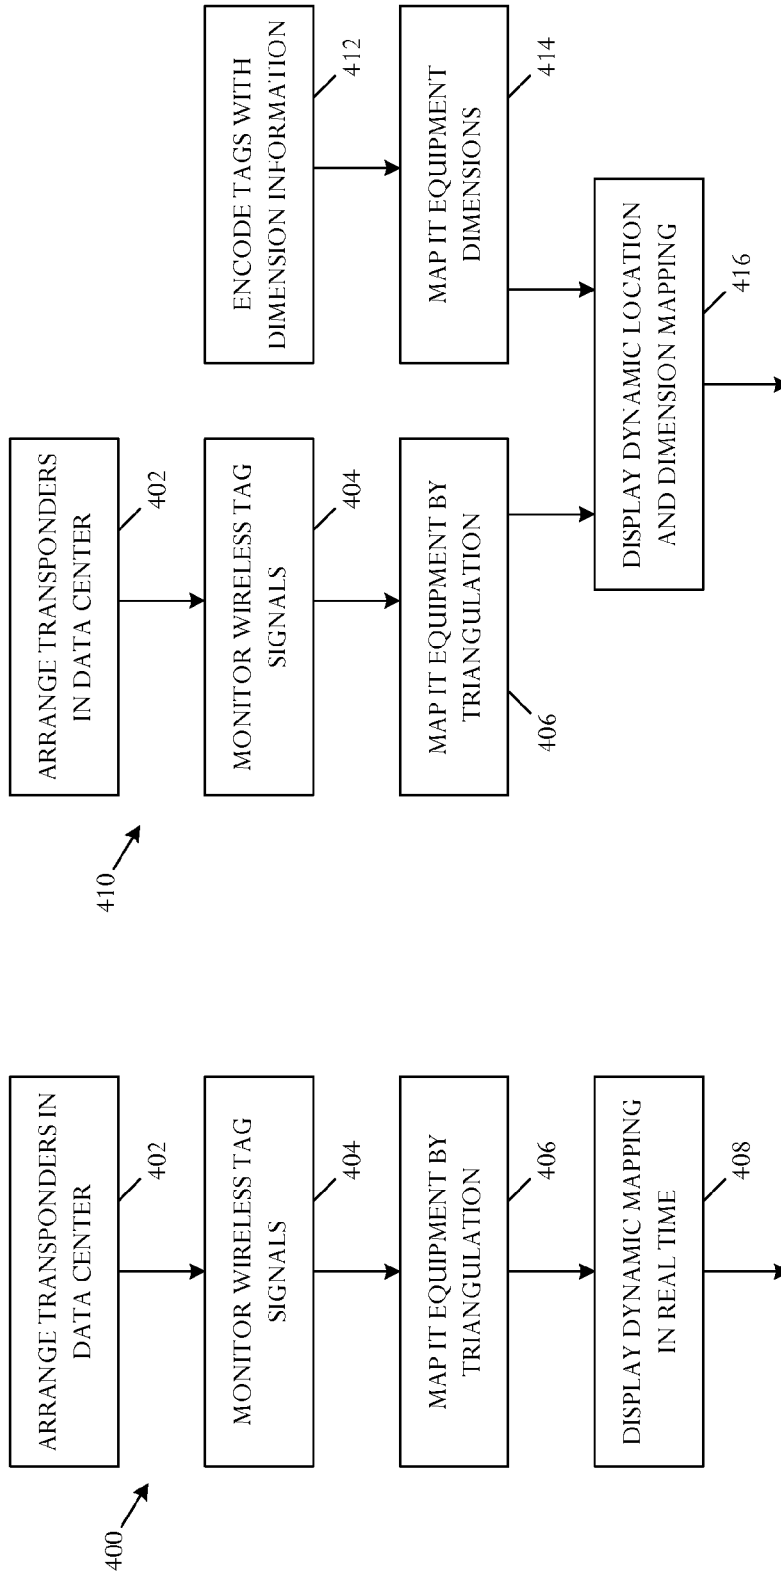 400
ARRANGE TRANSPONDERS IN
DATA CENTER
402
MONITOR WIRELESS TAG
SIGNALS
404
MAP IT EQUIPMENT BY
TRIANGULATION
406
DISPLAY DYNAMIC MAPPING
IN REAL TIME
408
410
ARRANGE TRANSPONDERS
IN DATA CENTER
402
MONITOR WIRELESS TAG
SIGNALS
404
MAP IT EQUIPMENT BY
TRIANGULATION
406
ENCODE TAGS WITH
DIMENSION INFORMATION
412
MAP IT EQUIPMENT
DIMENSIONS
414
DISPLAY DYNAMIC LOCATION
AND DIMENSION MAPPING
416